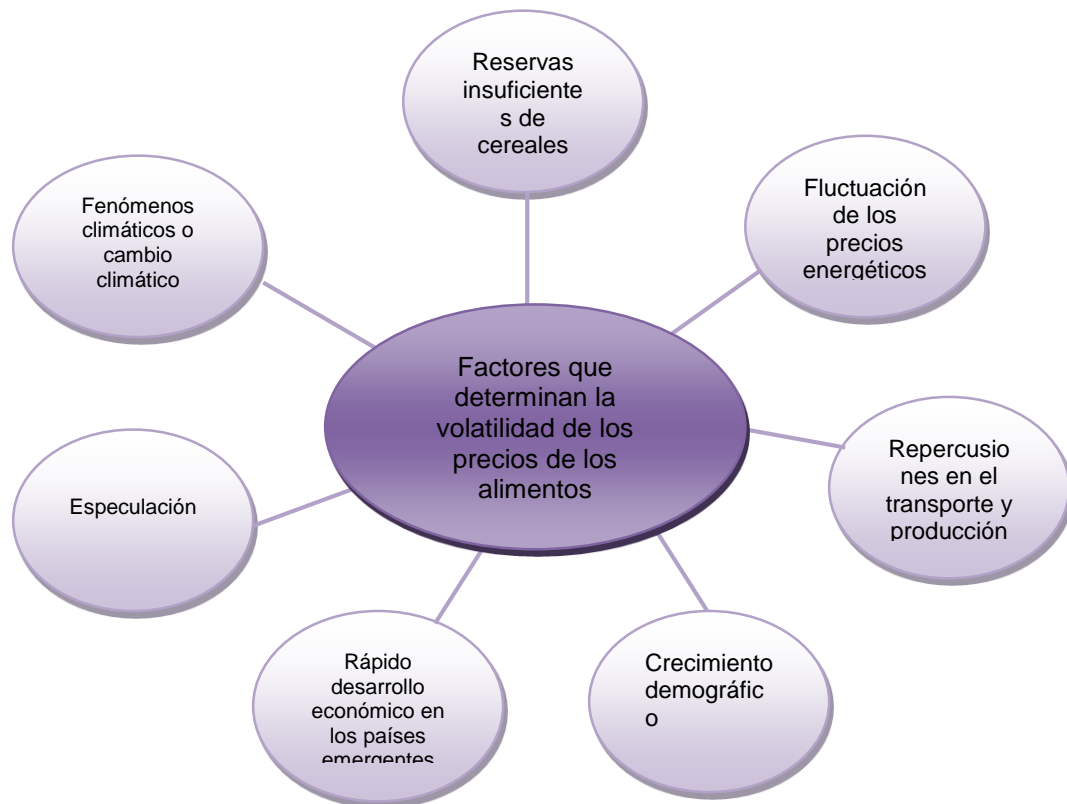 Reservas
insuficiente
s de
cereales
Fluctuación
de los
precios
energéticos
Repercusio
nes en el
transporte y
producción
Crecimiento
demográfic
o
Rápido
desarrollo
económico en
los países
emergentes
Especulación
Fenómenos
climáticos o
cambio
climático
Factores que
determinan la
volatilidad de los
precios de los
alimentos